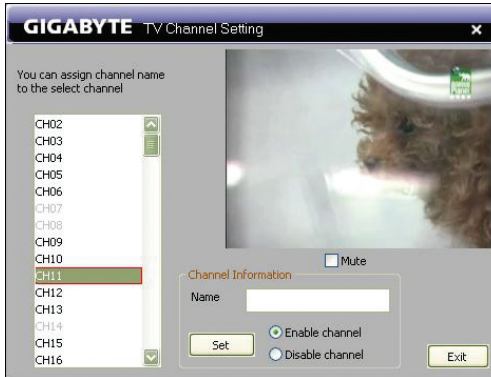 GIGABYTE TV Channel Setting
You can assign channel name
to the select channel
CH02
CH03
CH04
CH05
CH06
CH07
CH08
CH09
CH10
CH11
CH12
CH13
CH14
CH15
CH16
Mute
Channel Information
Name
Set
Enable channel
Disable channel
Exit